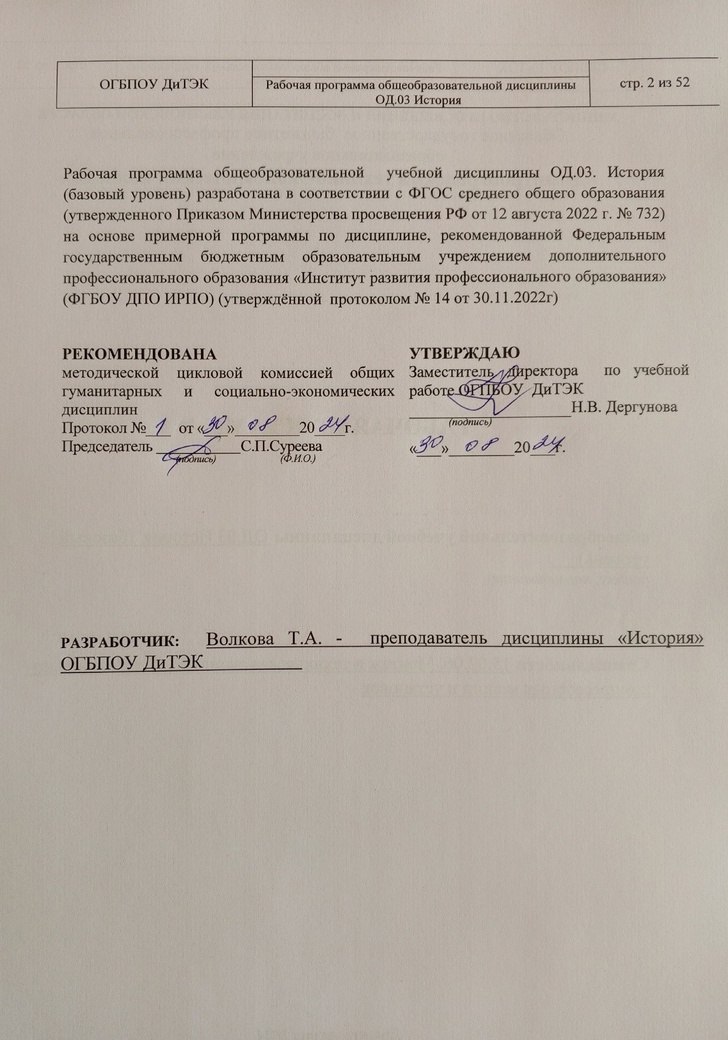 ОГБПОУ ДиТЭК
Рабочая программа общеобразовательной дисциплины
ОД.03 История
стр. 2 из 52
Рабочая программа общеобразовательной учебной дисциплины ОД.03. История
(базовый уровень) разработана в соответствии с ФГОС среднего общего образования
(утвержденного Приказом Министерства просвещения РФ от 12 августа 2022 г. № 732)
на основе примерной программы по дисциплине, рекомендованной Федеральным
государственным бюджетным образовательным учреждением дополнительного
профессионального образования «Институт развития профессионального образования»
(ФГБОУ ДПО ИРПО) (утверждённой протоколом № 14 от 30.11.2022г)
РЕКОМЕНДОВАНА
методической цикловой комиссией общих
гуманитарных и социально-экономических
дисциплин
Протокол № 1 от «30» 08 2024г.
Председатель С.П.Суреева
(подпись) (Ф.И.О.)
УТВЕРЖДАЮ
Заместитель директора по учебной
работе ОГПБОУ ДиТЭК
Н.В. Дергунова
(подпись)
«30» 08 2024г.
РАЗРАБОТЧИК: Волкова Т.А. - преподаватель дисциплины «История»
ОГБПОУ ДиТЭК